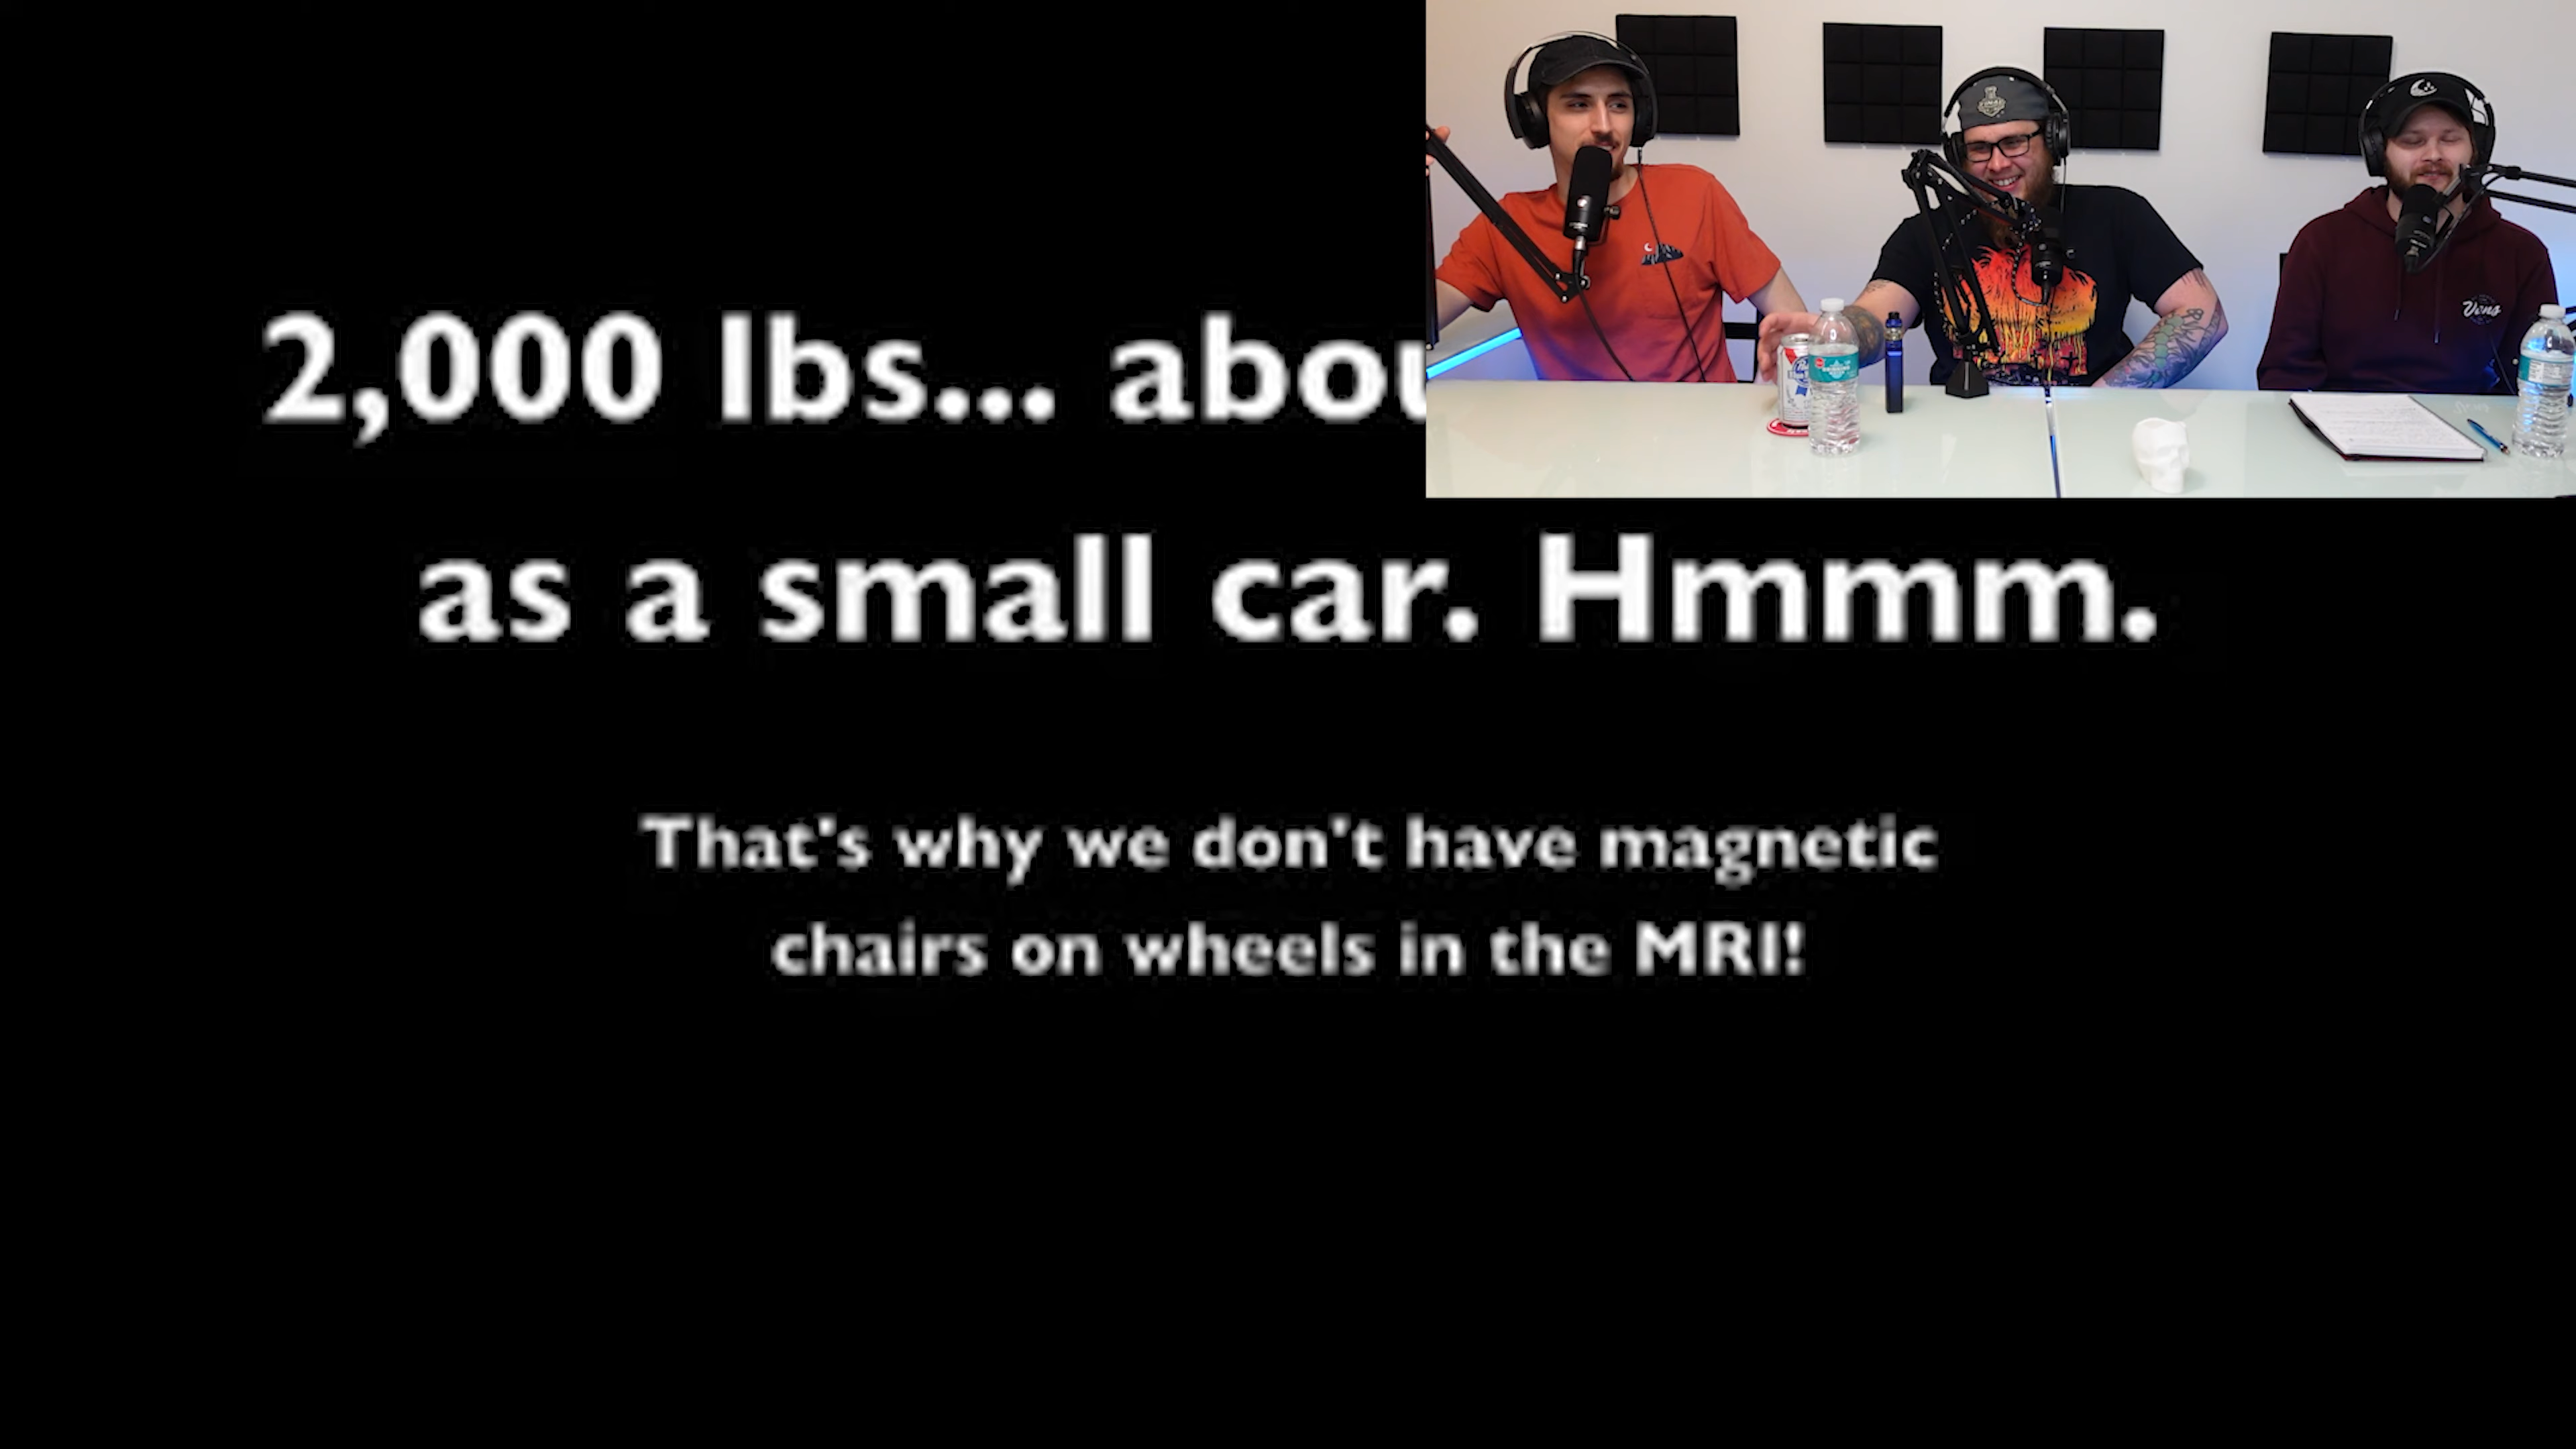 2,000 lbs... abou
as a small car. Hmmm.
That's why we don't have magnetic
chairs on wheels in the MRI!
Vans